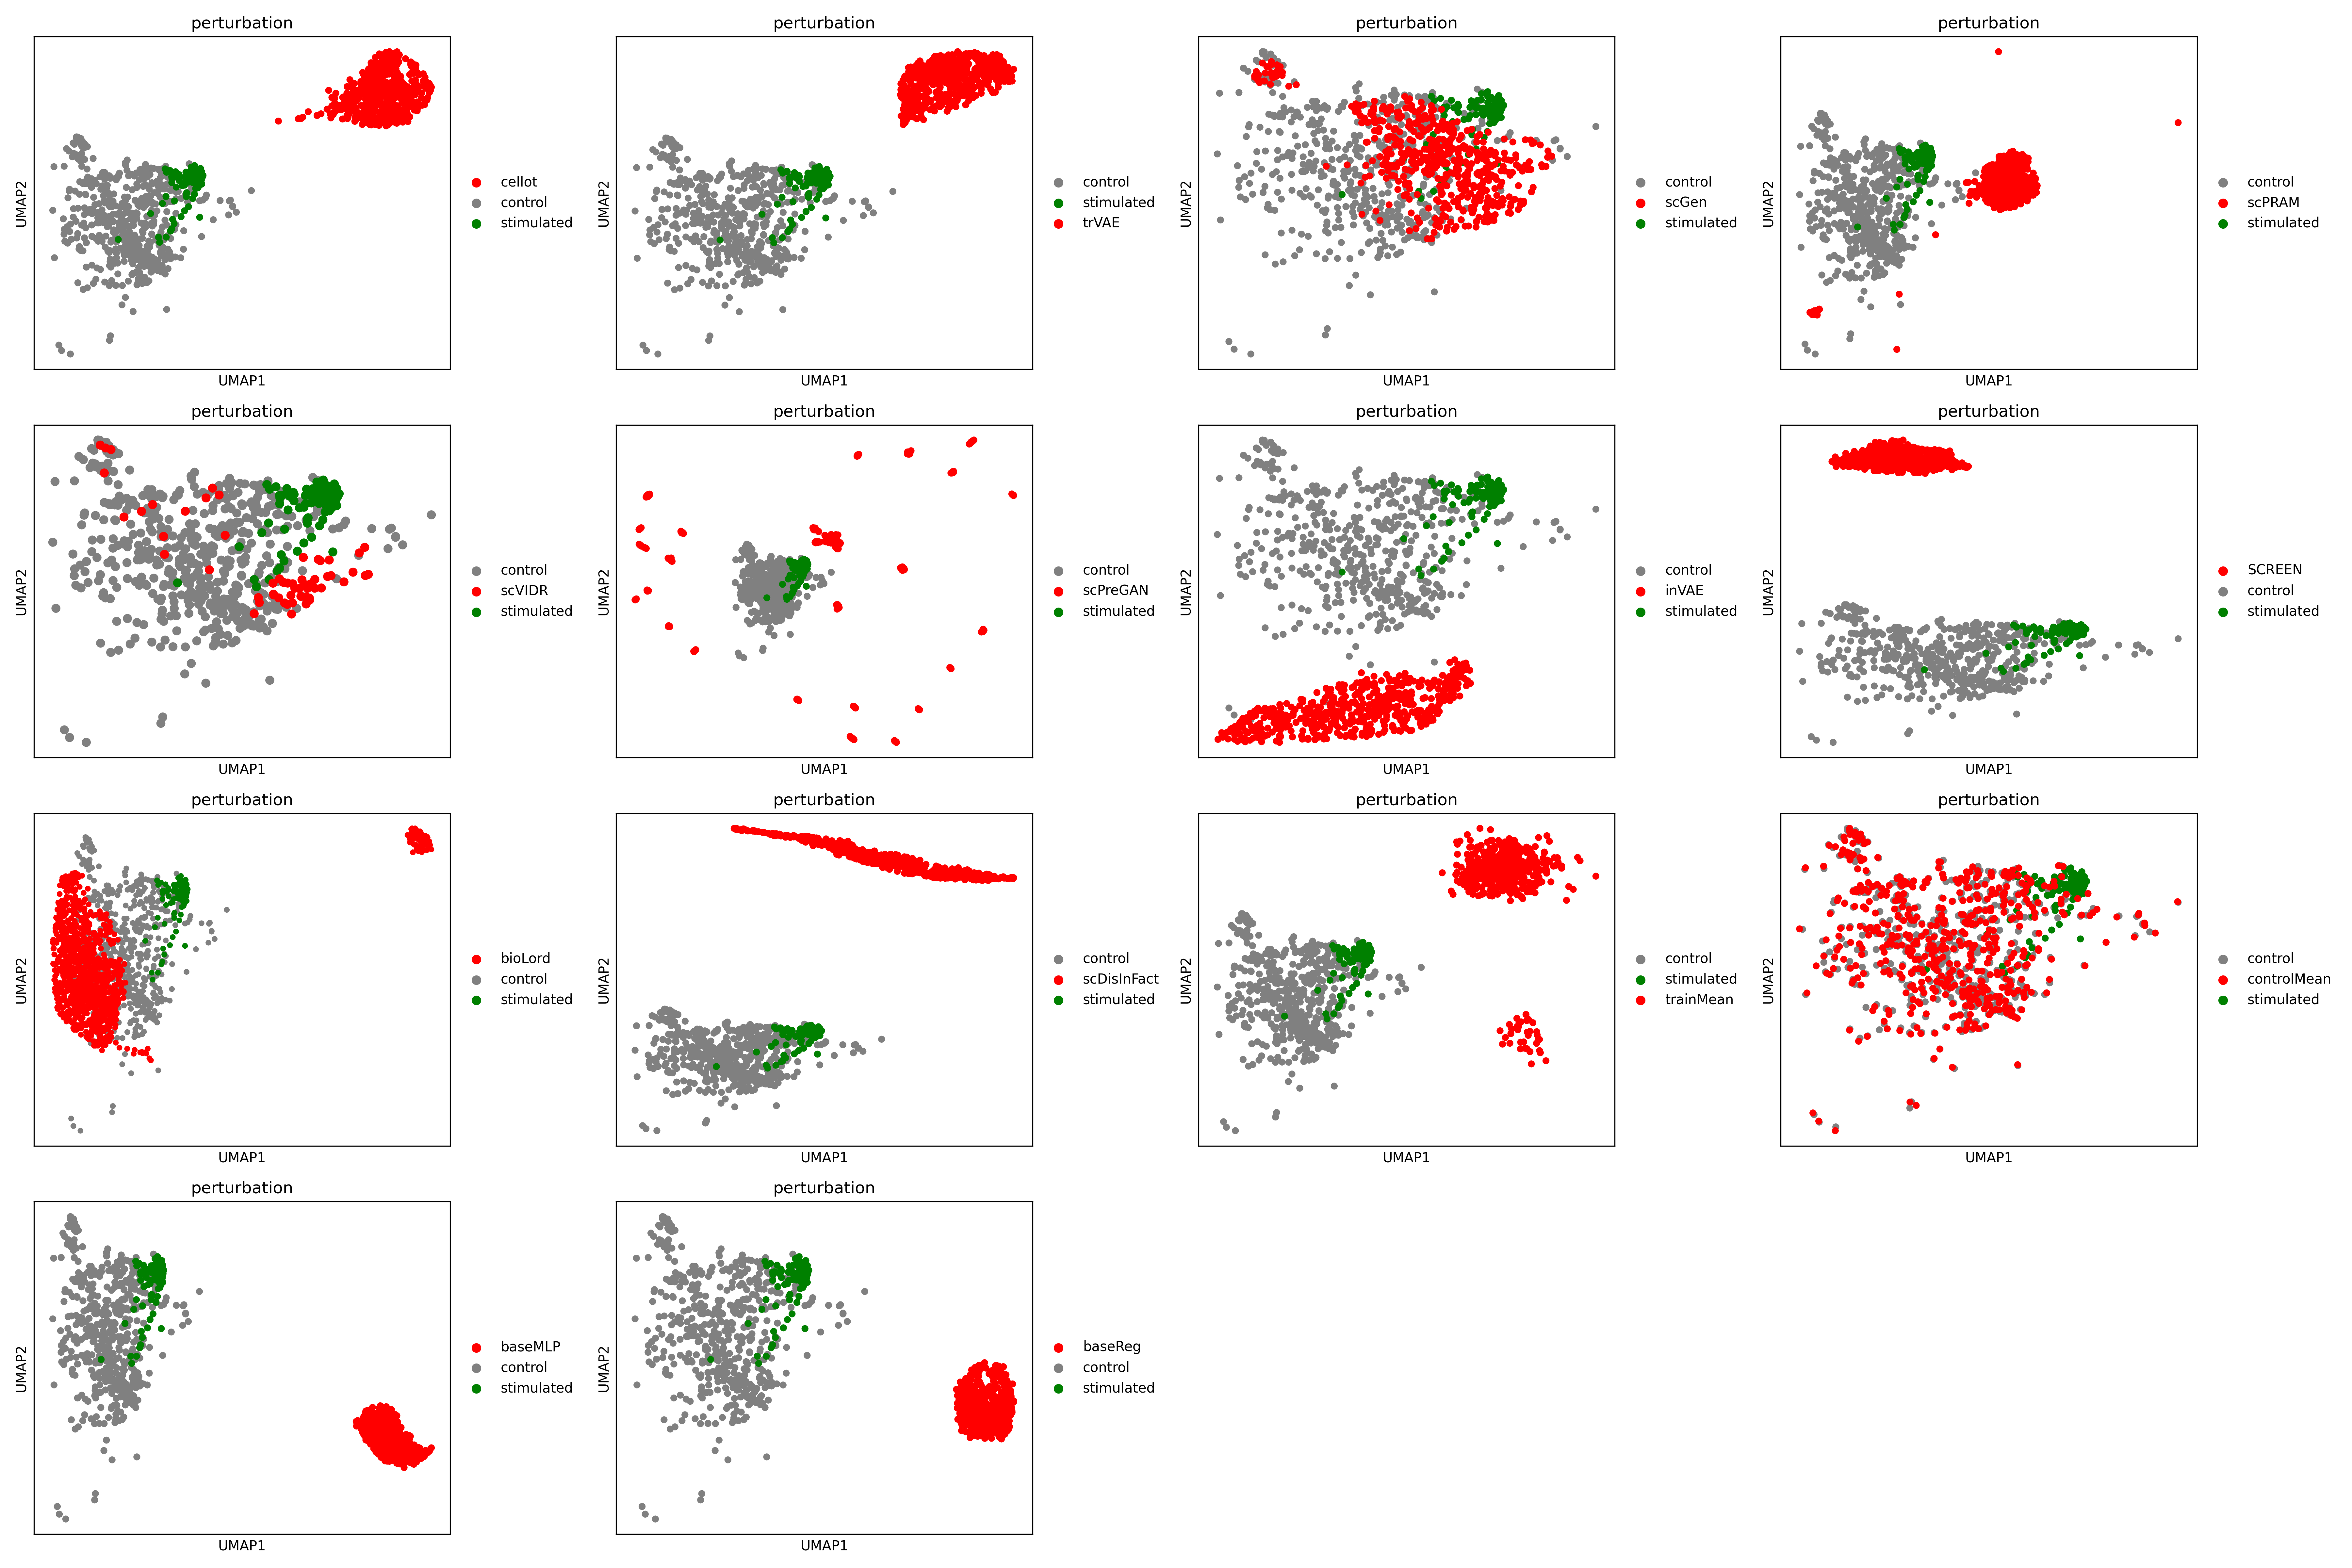 perturbation
UMAP2
UMAP1
cellot
control
stimulated
perturbation
UMAP2
UMAP1
control
stimulated
trVAE
perturbation
UMAP2
UMAP1
control
scGen
stimulated
perturbation
UMAP2
UMAP1
control
scPRAM
stimulated
perturbation
UMAP2
UMAP1
control
scVIDR
stimulated
perturbation
UMAP2
UMAP1
control
scPreGAN
stimulated
perturbation
UMAP2
UMAP1
control
inVAE
stimulated
perturbation
UMAP2
UMAP1
SCREEN
control
stimulated
perturbation
UMAP2
UMAP1
bioLord
control
stimulated
perturbation
UMAP2
UMAP1
control
scDisInFact
stimulated
perturbation
UMAP2
UMAP1
control
stimulated
trainMean
perturbation
UMAP2
UMAP1
control
controlMean
stimulated
perturbation
UMAP2
UMAP1
baseMLP
control
stimulated
perturbation
UMAP2
UMAP1
baseReg
control
stimulated